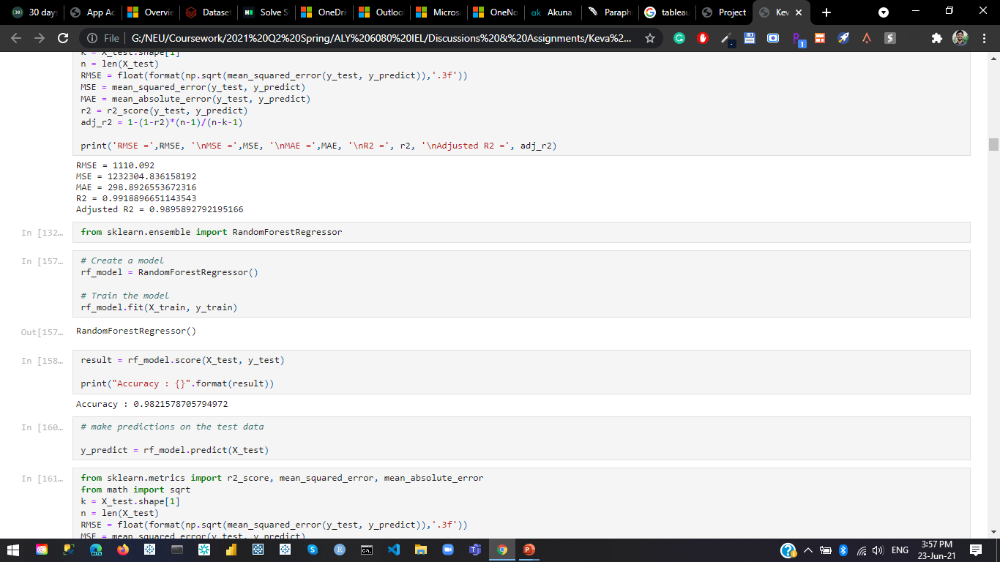 30 days
App Ac
Overvie
Dataset
Solve S
OneDri
Outloo
Micros
OneNo
Akuna
Paraph
tableau
Project
Kev
File
G:/NEU/Coursework/2021%20Q2%20Spring/ALY%206080%20IEL/Discussions%20&%20Assignments/Keva%2...
k = X_test.shape[1]
n = len(X_test)
RMSE = float(format(np.sqrt(mean_squared_error(y_test, y_predict)),'.3f'))
MSE = mean_squared_error(y_test, y_predict)
MAE = mean_absolute_error(y_test, y_predict)
r2 = r2_score(y_test, y_predict)
adj_r2 = 1-(1-r2)*(n-1)/(n-k-1)
print('RMSE =',RMSE, '\nMSE =',MSE, '\nMAE =',MAE, '\nR2 =', r2, '\nAdjusted R2 =', adj_r2)
RMSE = 1110.092
MSE = 1232304.836158192
MAE = 298.8926553672316
R2 = 0.9918896651143543
Adjusted R2 = 0.9895892792195166
In [132…
from sklearn.ensemble import RandomForestRegressor
In [157…
# Create a model
rf_model = RandomForestRegressor()
# Train the model
rf_model.fit(X_train, y_train)
Out[157…
RandomForestRegressor()
In [158…
result = rf_model.score(X_test, y_test)
print("Accuracy : {}".format(result))
Accuracy : 0.9821578705794972
In [160…
# make predictions on the test data
y_predict = rf_model.predict(X_test)
In [161…
from sklearn.metrics import r2_score, mean_squared_error, mean_absolute_error
from math import sqrt
k = X_test.shape[1]
n = len(X_test)
RMSE = float(format(np.sqrt(mean_squared_error(y_test, y_predict)),'.3f'))
MSE = mean_squared_error(y_test, y_predict)
ENG
3:57 PM
23-Jun-21